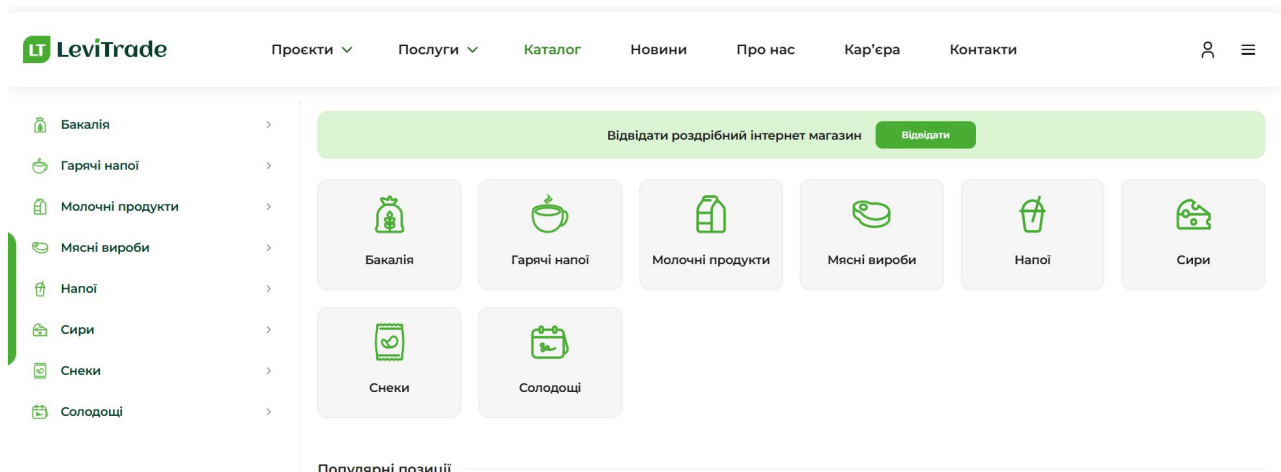 LT LeviTrade
Проєкти Послуги Каталог Новини Про нас Кар'єра Контакти
Бакалія
Гарячі напої
Молочні продукти
Мясні вироби
Напої
Сири
Снеки
Солодощі
Відвідати роздрібний інтернет магазин Відвідати
Бакалія Гарячі напої Молочні продукти Мясні вироби Напої Сири
Снеки Солодощі
Популярні позиції